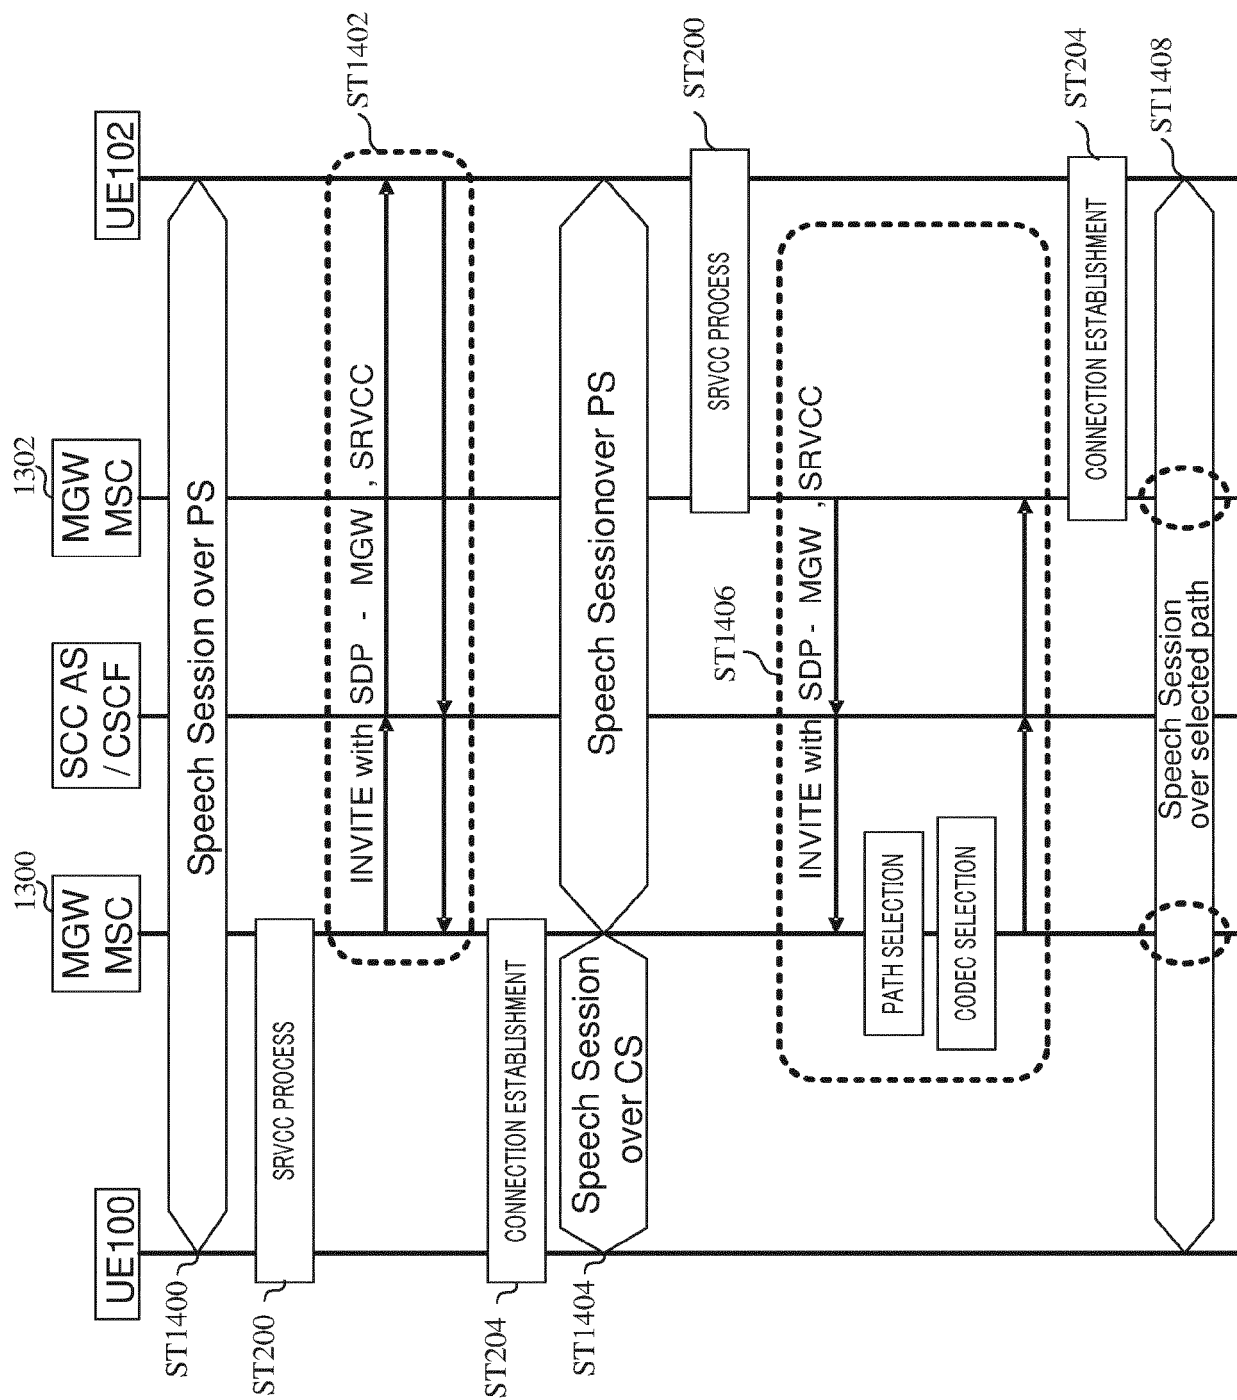 UE100
1300
MGW
MSC
SCC AS
/ CSCF
1302
MGW
MSC
UE102
ST1400
Speech Session over PS
ST200
SRVCC PROCESS
INVITE with SDP - MGW , SRVCC
ST1402
ST204
CONNECTION ESTABLISHMENT
ST1404
Speech Session
over CS
Speech Sessionover PS
SRVCC PROCESS
ST200
ST1406
INVITE with SDP - MGW , SRVCC
PATH SELECTION
CODEC SELECTION
CONNECTION ESTABLISHMENT
ST204
Speech Session
over selected path
ST1408